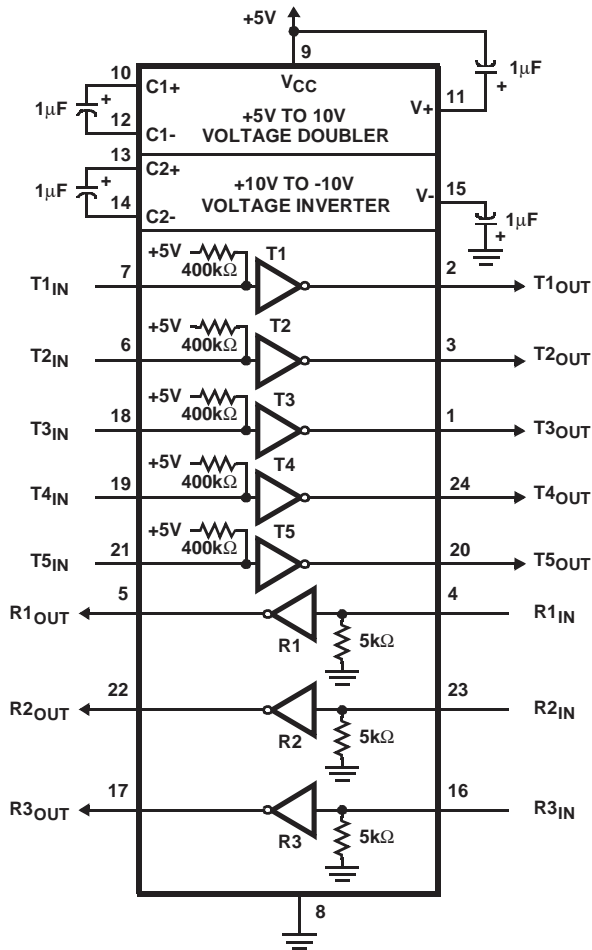 +5V
9
10
C1+
VCC
1µF
+
12
C1-
+5V TO 10V
VOLTAGE DOUBLER
V+
11
1µF
+
13
C2+
1µF
+
14
C2-
+10V TO -10V
VOLTAGE INVERTER
V-
15
1µF
+
T1IN
7
+5V
400kΩ
T1
2
T1OUT
T2IN
6
+5V
400kΩ
T2
3
T2OUT
T3IN
18
+5V
400kΩ
T3
1
T3OUT
T4IN
19
+5V
400kΩ
T4
24
T4OUT
T5IN
21
+5V
400kΩ
T5
20
T5OUT
R1OUT
5
R1
5kΩ
4
R1IN
R2OUT
22
R2
5kΩ
23
R2IN
R3OUT
17
R3
5kΩ
16
R3IN
8